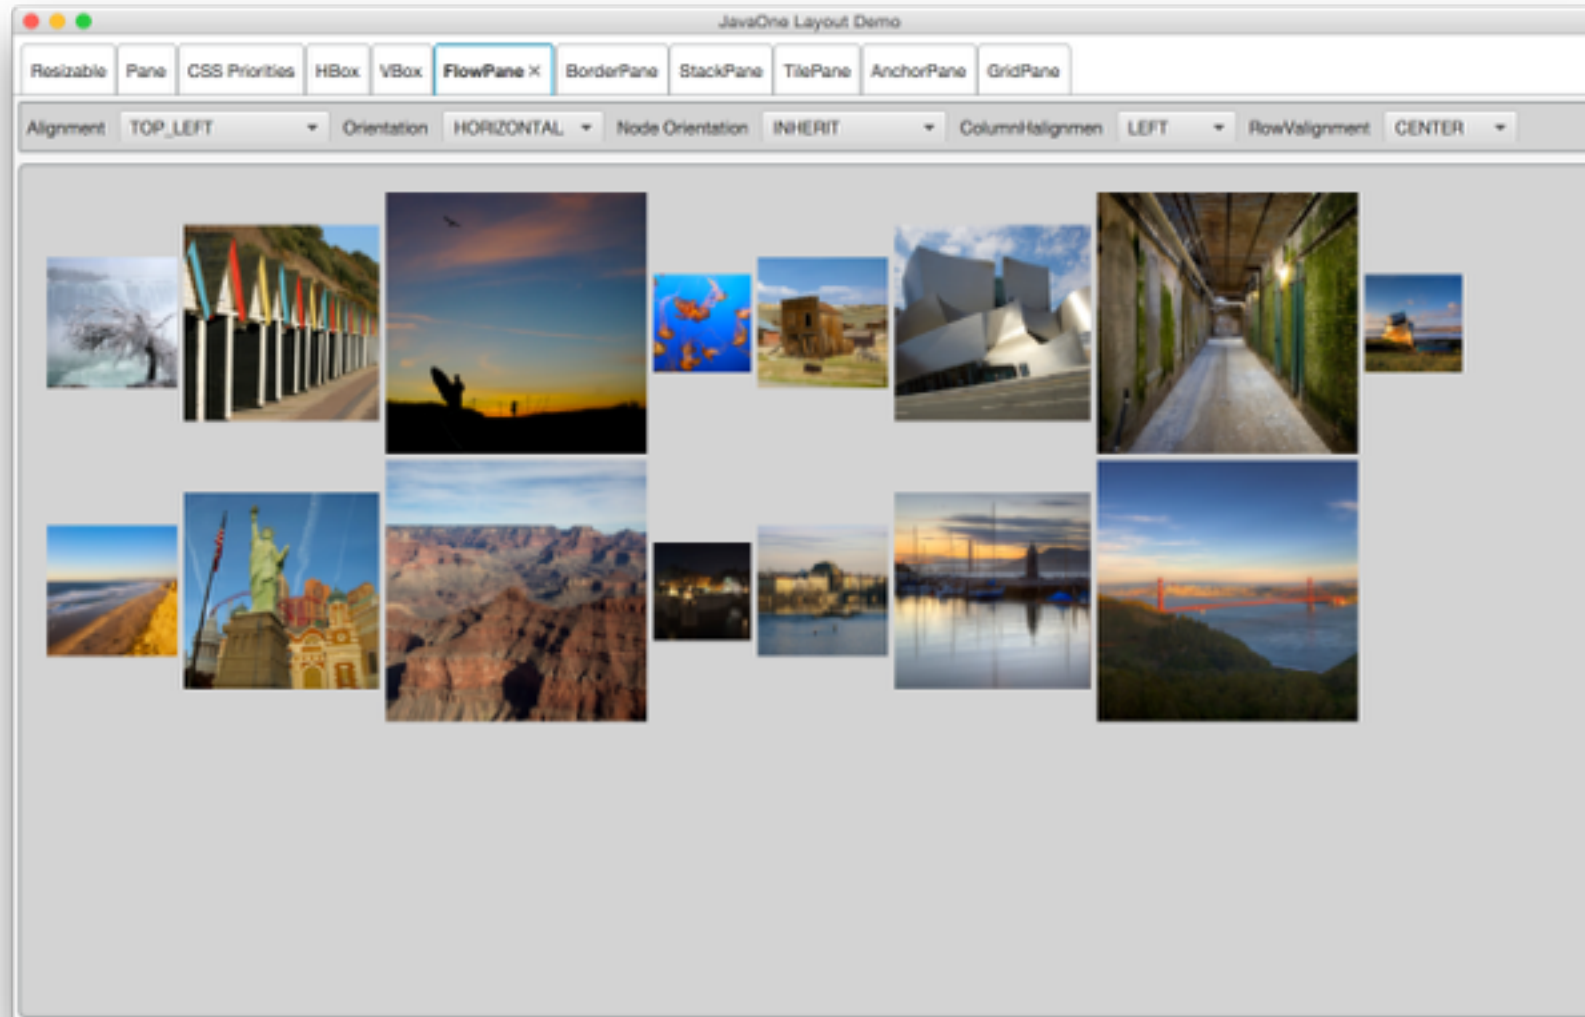 JavaOne Layout Demo
Resizable Pane CSS Priorities HBox VBox FlowPane × BorderPane StackPane TilePane AnchorPane GridPane
Alignment TOP_LEFT Orientation HORIZONTAL Node Orientation INHERIT ColumnHalignmen LEFT RowValignment CENTER